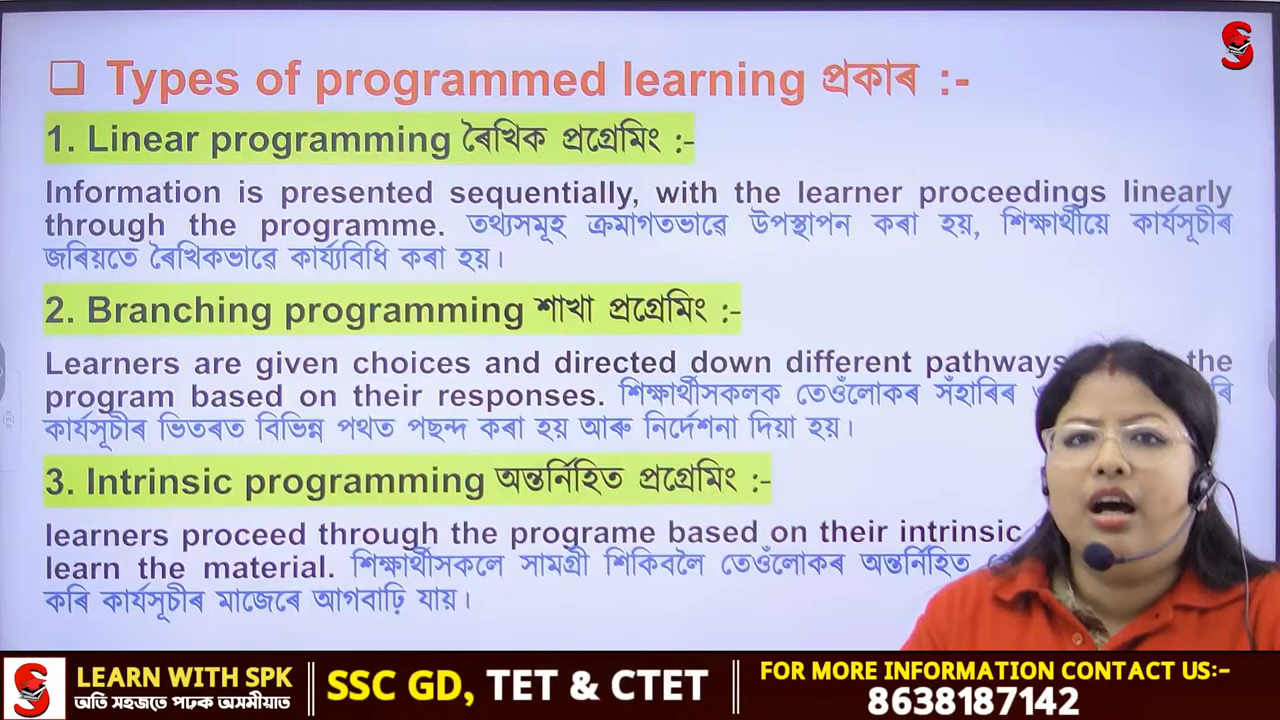 ❑ Types of programmed learning প্ৰকাৰ :-
1. Linear programming ৰৈখিক প্ৰগ্ৰেমিং :-
Information is presented sequentially, with the learner proceedings linearly
through the programme. তথ্যসমূহ ক্ৰমাগতভাৱে উপস্থাপন কৰা হয়, শিক্ষাৰ্থীয়ে কাৰ্যসূচীৰ
জৰিয়তে ৰৈখিকভাৱে কাৰ্য্যবিধি কৰা হয়।
2. Branching programming শাখা প্ৰগ্ৰেমিং :-
Learners are given choices and directed down different pathways the
program based on their responses. শিক্ষাৰ্থীসকলক তেওঁলোকৰ সঁহাৰিৰ
কাৰ্যসূচীৰ ভিতৰত বিভিন্ন পথত পছন্দ কৰা হয় আৰু নিৰ্দেশনা দিয়া হয়।
3. Intrinsic programming অন্তৰ্নিহিত প্ৰগ্ৰেমিং :-
learners proceed through the programe based on their intrinsic
learn the material. শিক্ষাৰ্থীসকলে সামগ্ৰী শিকিবলৈ তেওঁলোকৰ অন্তৰ্নিহিত
কৰি কাৰ্যসূচীৰ মাজেৰে আগবাঢ়ি যায়।
LEARN WITH SPK
অতি সহজতে পঢ়ক অসমীয়াত
SSC GD, TET & CTET
FOR MORE INFORMATION CONTACT US:-
8638187142